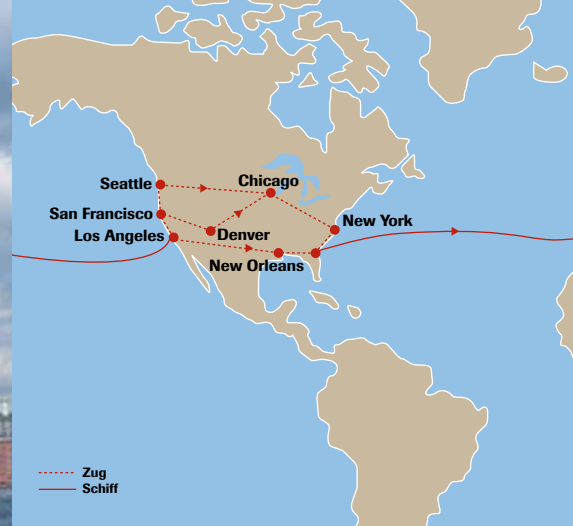 Seattle
Chicago
San Francisco
New York
Los Angeles
Denver
New Orleans
Zug
Schiff